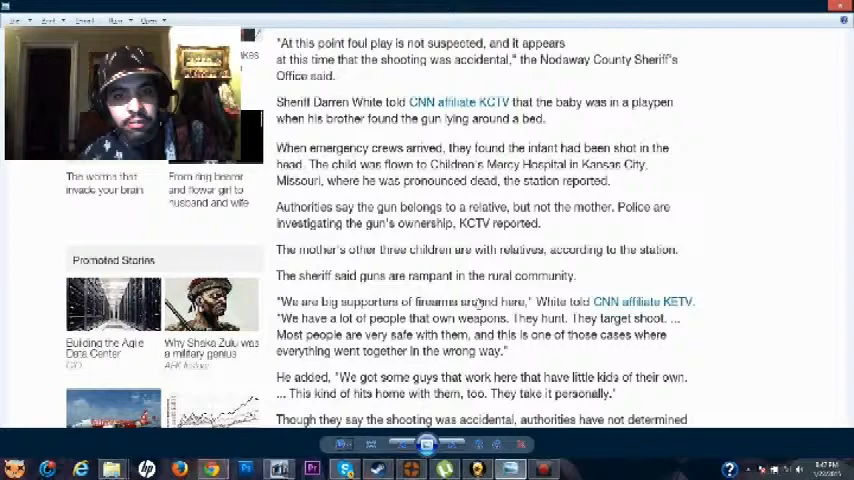 "At this point foul play is not suspected, and it appears
at this time that the shooting was accidental," the Nodaway County Sheriff's
Office said.
Sheriff Darren White told CNN affiliate KCTV that the baby was in a playpen
when his brother found the gun lying around a bed.
When emergency crews arrived, they found the infant had been shot in the
head. The child was flown to Children's Mercy Hospital in Kansas City,
Missouri, where he was pronounced dead, the station reported.
Authorities say the gun belongs to a relative, but not the mother. Police are
investigating the gun's ownership, KCTV reported.
The mother's other three children are with relatives, according to the station.
The sheriff said guns are rampant in the rural community.
"We are big supporters of firearms around here," White told CNN affiliate KETV.
"We have a lot of people that own weapons. They hunt. They target shoot. ...
Most people are very safe with them, and this is one of those cases where
everything went together in the wrong way."
He added, "We got some guys that work here that have little kids of their own.
... This kind of hits home with them, too. They take it personally."
Though they say the shooting was accidental, authorities have not determined
The worms that
invade your brain
From ring bearer
and flower girl to
husband and wife
Promoted Stories
Building the Agile
Data Center
CIO
Why Shaka Zulu was
a military genius
8:47 PM